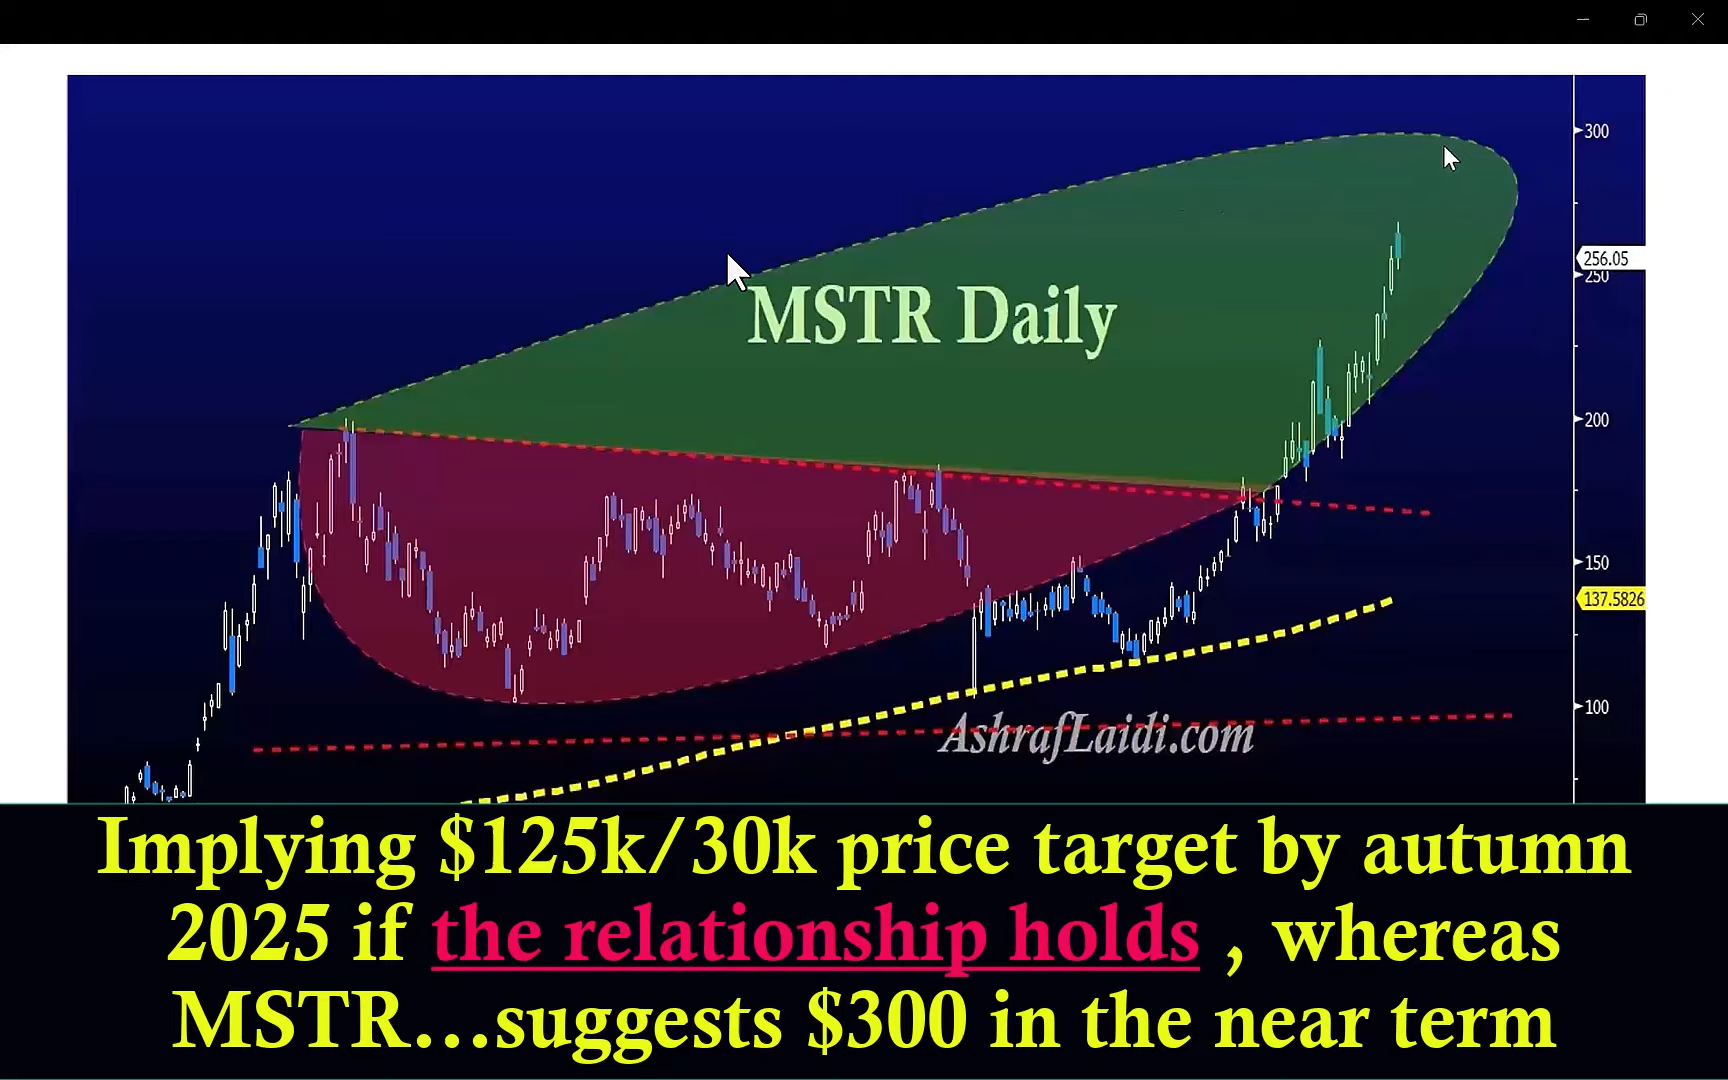 300
256.05
250
MSTR Daily
200
150
137.5826
100
AshrafLaidi.com
Implying $125k/30k price target by autumn
2025 if the relationship holds , whereas
MSTR...suggests $300 in the near term